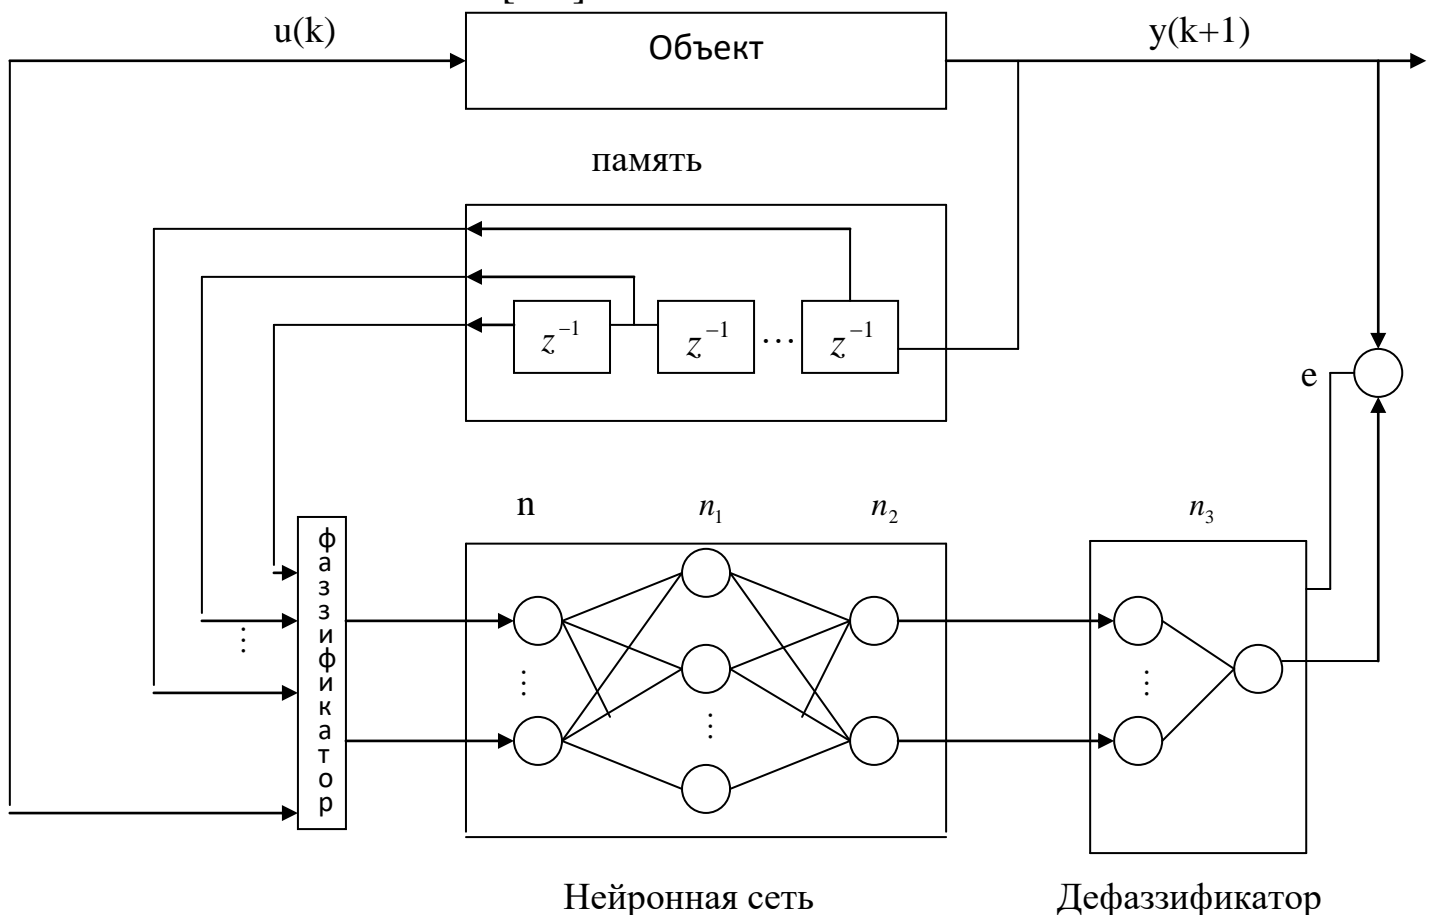 u(k)
Объект
y(k+1)
память
z⁻¹
z⁻¹
...
z⁻¹
e
n
n₁
n₂
n₃
фаззификатор
...
...
...
...
Нейронная сеть
Дефаззификатор